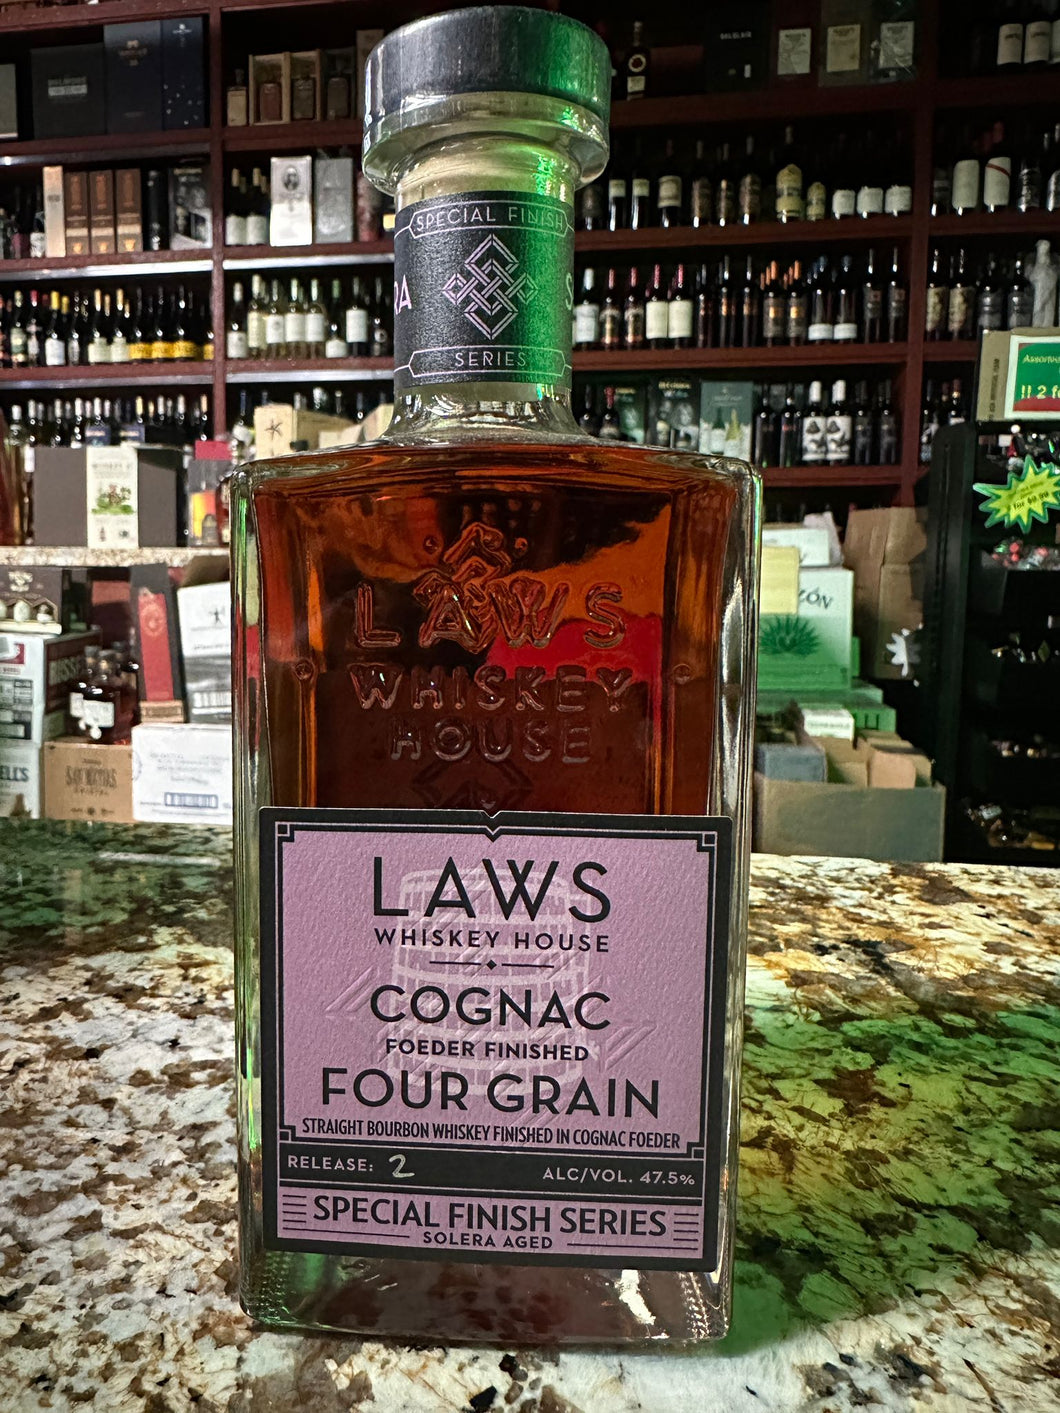 SPECIAL FINISH
RA
S
SERIES
LAWS
WHISKEY
HOUSE
LAWS
WHISKEY HOUSE
COGNAC
FOEDER FINISHED
FOUR GRAIN
STRAIGHT BOURBON WHISKEY FINISHED IN COGNAC FOEDER
RELEASE: 2
ALC/VOL. 47.5%
SPECIAL FINISH SERIES
SOLERA AGED